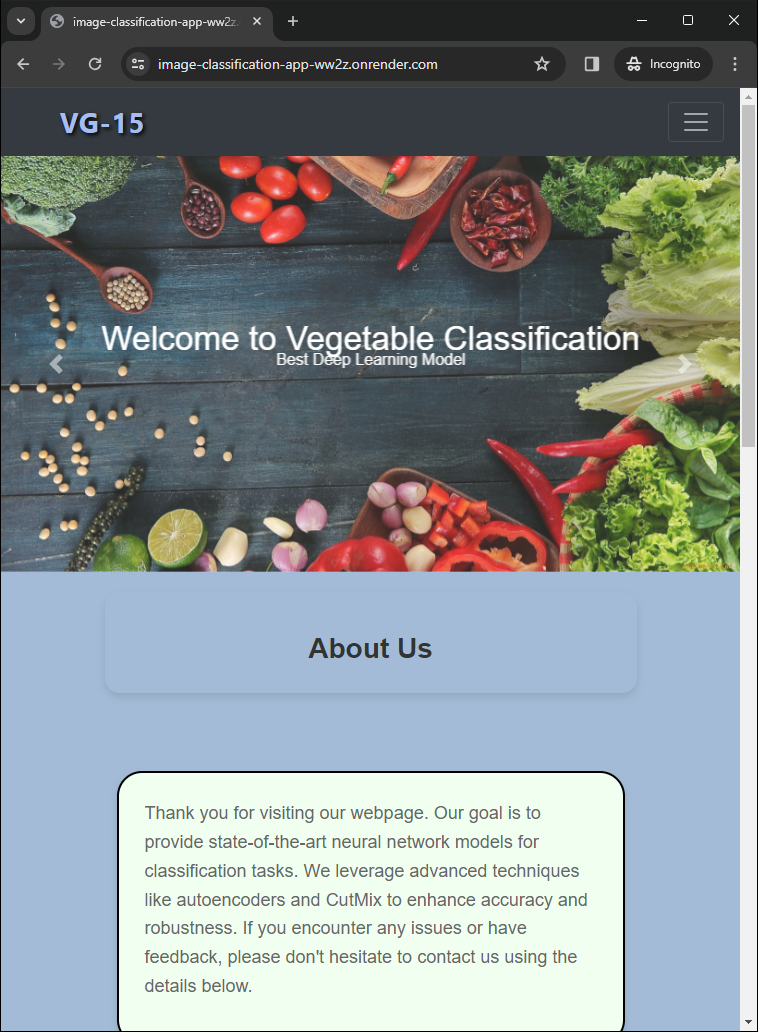 image-classification-app-ww2z.
image-classification-app-ww2z.onrender.com
Incognito
VG-15
Welcome to Vegetable Classification
Best Deep Learning Model
About Us
Thank you for visiting our webpage. Our goal is to
provide state-of-the-art neural network models for
classification tasks. We leverage advanced techniques
like autoencoders and CutMix to enhance accuracy and
robustness. If you encounter any issues or have
feedback, please don't hesitate to contact us using the
details below.